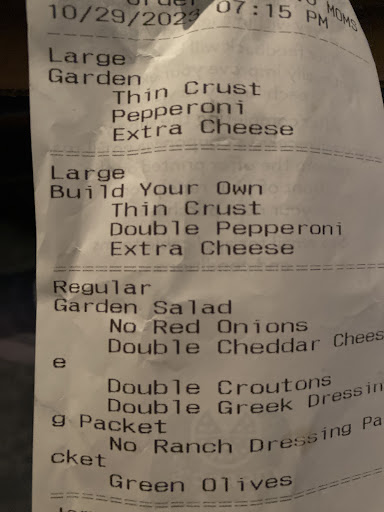 10/29/2023 07:15 PM MOMS
Large
Garden
Thin Crust
Pepperoni
Extra Cheese
Large
Build Your Own
Thin Crust
Double Pepperoni
Extra Cheese
Regular
Garden Salad
No Red Onions
Double Cheddar Chees
e
Double Croutons
Double Greek Dressin
g Packet
No Ranch Dressing Pa
cket
Green Olives